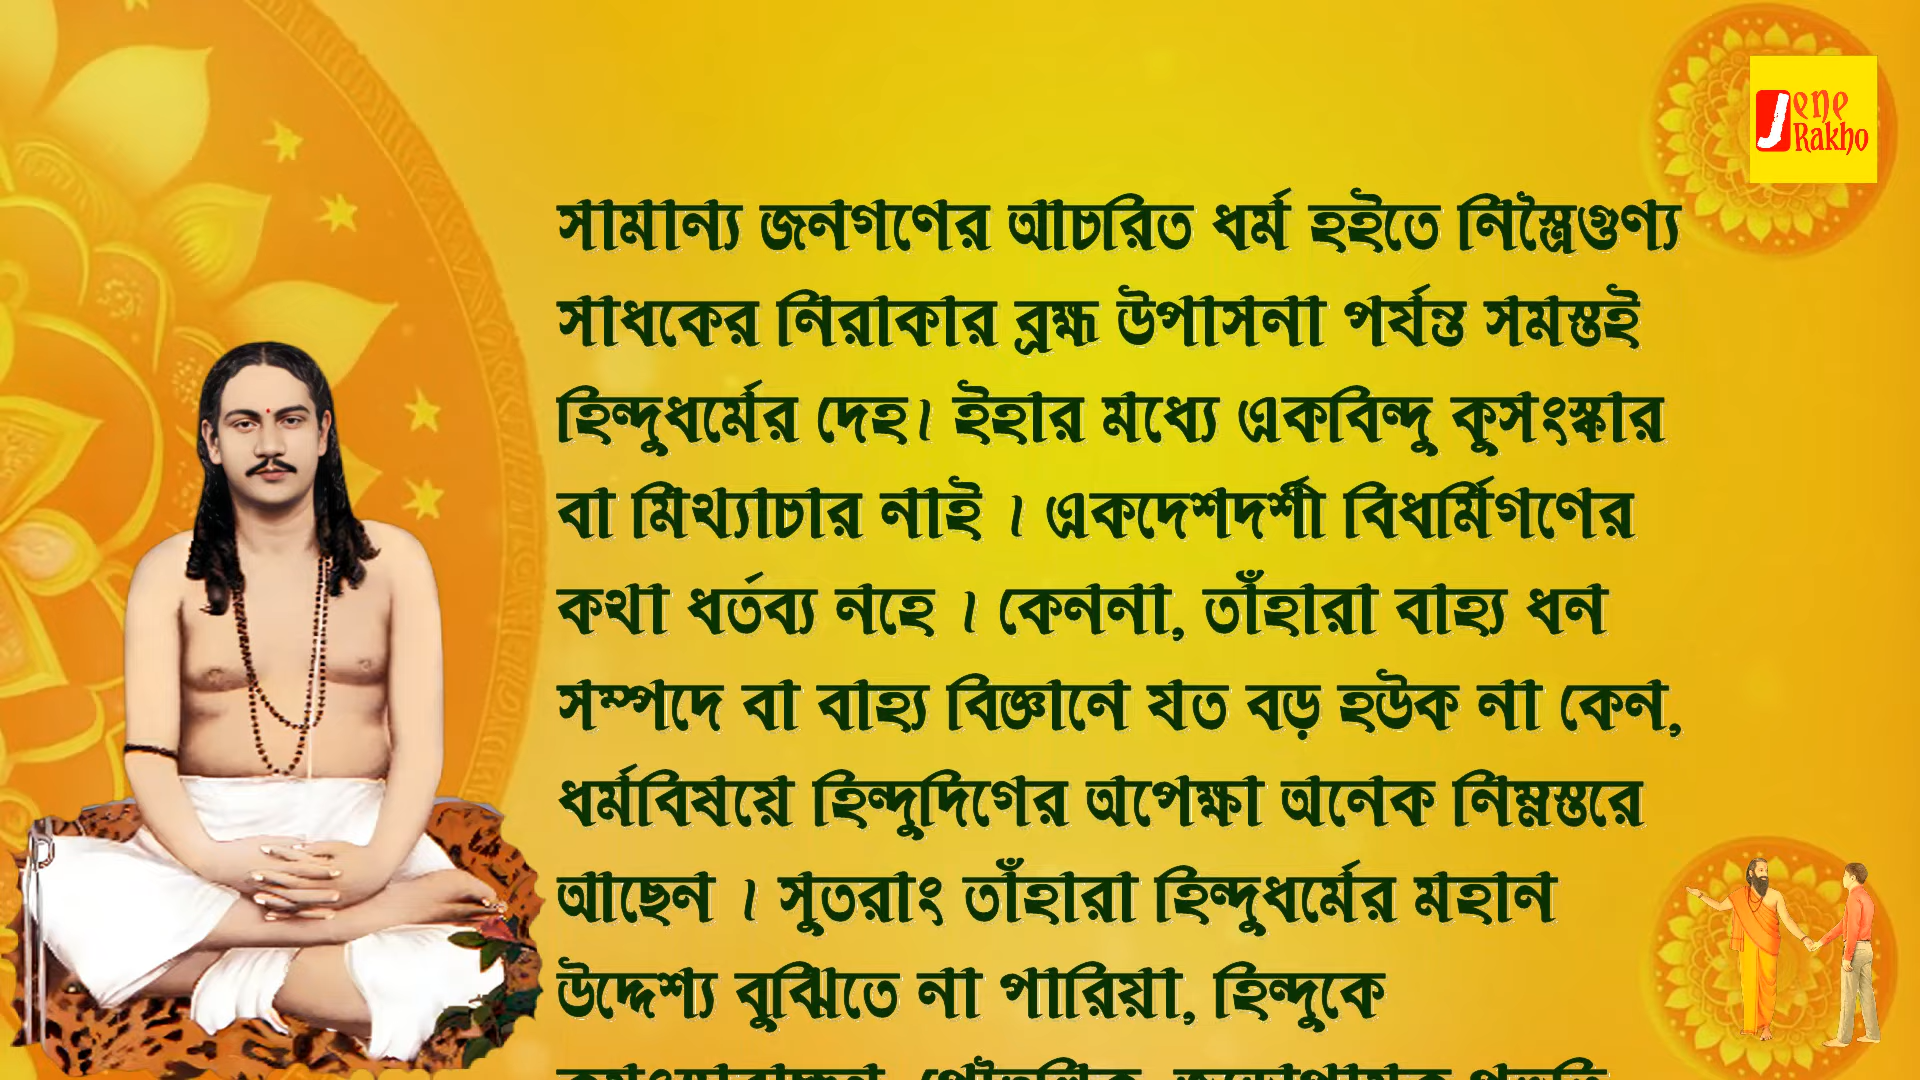 Jene
Rakho
সামান্য জনগণের আচরিত ধর্ম হইতে নিস্ত্রৈগুণ্য
সাধকের নিরাকার ব্রহ্ম উপাসনা পর্যন্ত সমস্তই
হিন্দুধর্মের দেহ। ইহার মধ্যে একবিন্দু কুসংস্কার
বা মিথ্যাচার নাই । একদেশদর্শী বিধর্মিগণের
কথা ধর্তব্য নহে । কেননা, তাঁহারা বাহ্য ধন
সম্পদে বা বাহ্য বিজ্ঞানে যত বড় হউক না কেন,
ধর্মবিষয়ে হিন্দুদিগের অপেক্ষা অনেক নিম্নস্তরে
আছেন । সুতরাং তাঁহারা হিন্দুধর্মের মহান
উদ্দেশ্য বুঝিতে না পারিয়া, হিন্দুকে